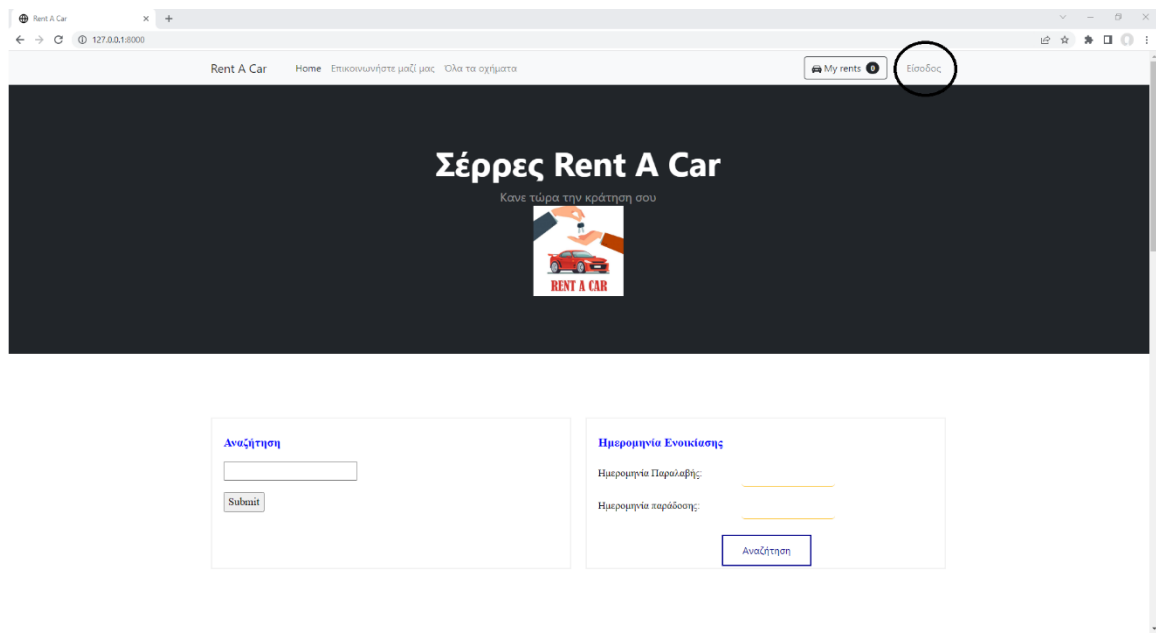 Rent A Car
127.0.0.1:8000
Rent A Car Home Επικοινωνήστε μαζί μας Όλα τα οχήματα My rents 0 Είσοδος
Σέρρες Rent A Car
Κανε τώρα την κράτηση σου
RENT A CAR
Αναζήτηση
Submit
Ημερομηνία Ενοικίασης
Ημερομηνία Παραλαβής:
Ημερομηνία παράδοσης:
Αναζήτηση